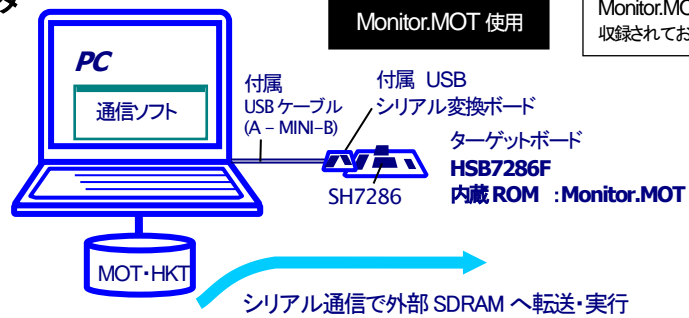 Monitor.MOT 使用
Monitor.MO
収録されてお
PC
通信ソフト
付属
USB ケーブル
(A – MINI–B)
付属 USB
シリアル変換ボード
ターゲットボード
HSB7286F
内蔵 ROM ：Monitor.MOT
SH7286
MOT・HKT
シリアル通信で外部 SDRAM へ転送・実行